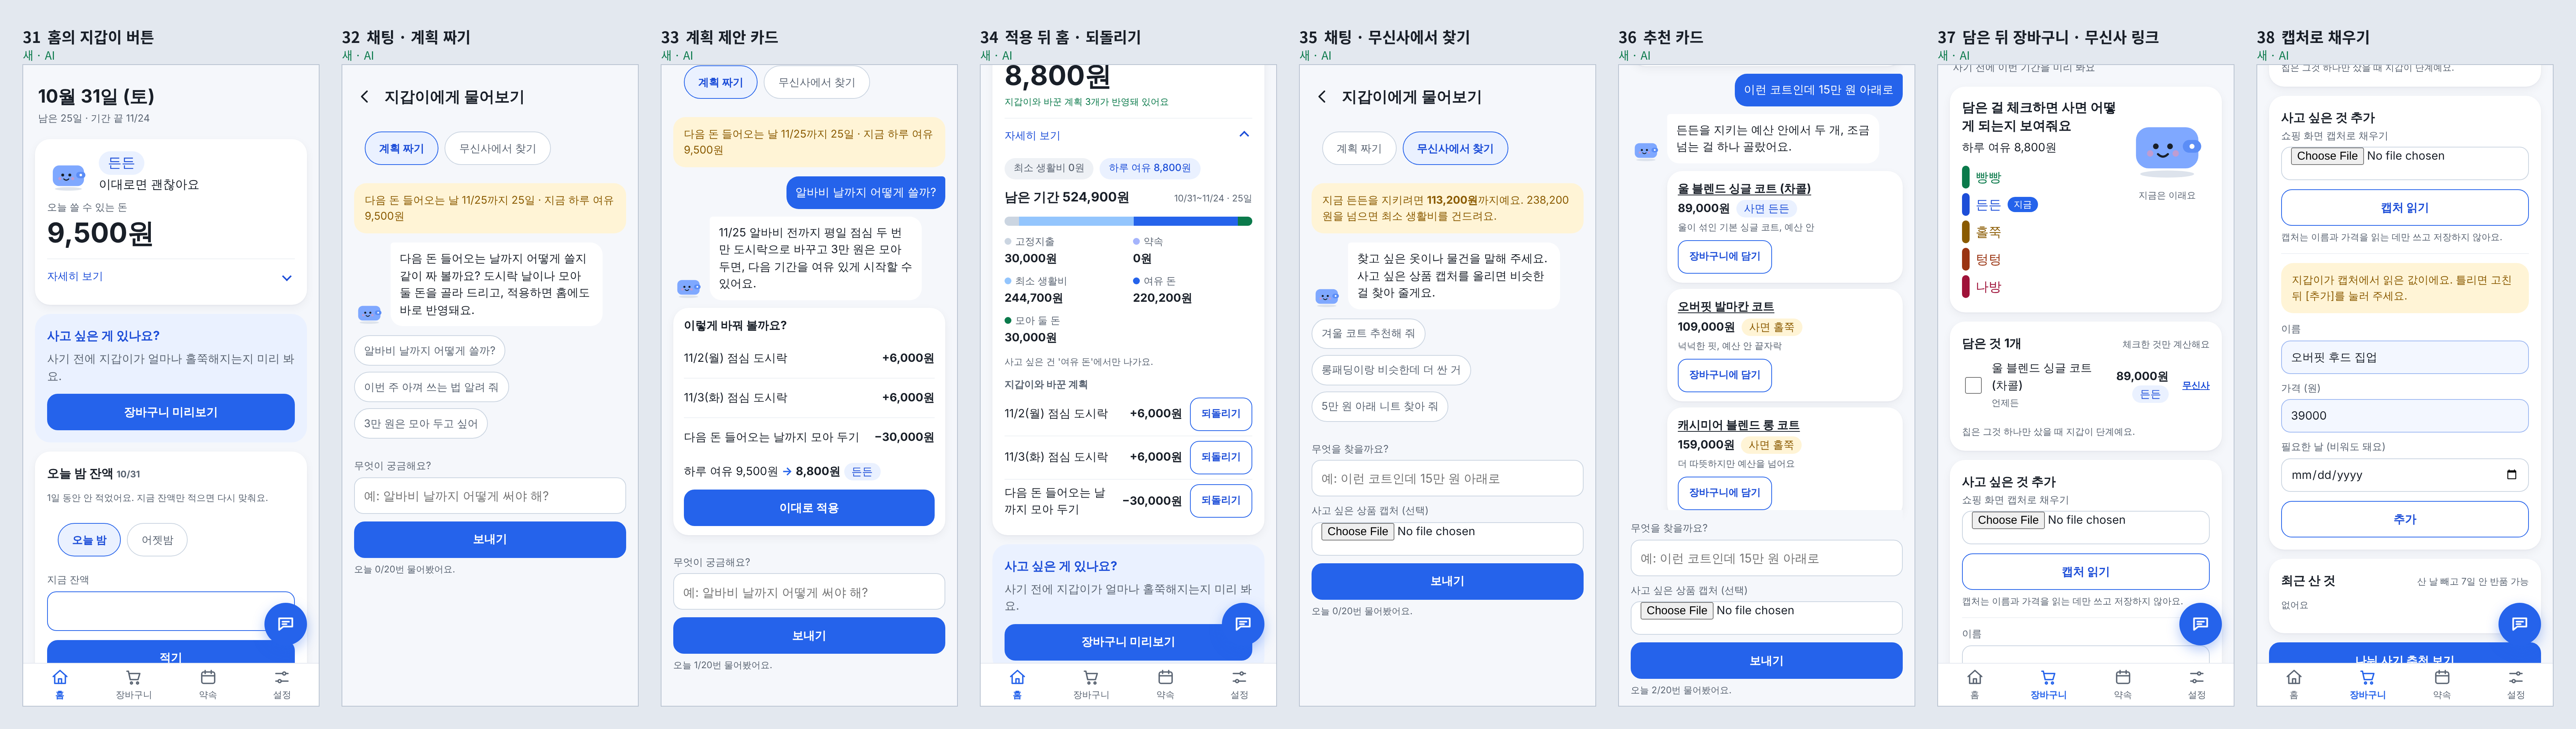 31 홈의 지갑이 버튼
새 · AI
10월 31일 (토)
남은 25일 · 기간 끝 11/24
든든
이대로면 괜찮아요
오늘 쓸 수 있는 돈
9,500원
자세히 보기
사고 싶은 게 있나요?
사기 전에 지갑이가 얼마나 홀쭉해지는지 미리 봐
요.
장바구니 미리보기
오늘 밤 잔액 10/31
1일 동안 안 적었어요. 지금 잔액만 적으면 다시 맞춰요.
오늘 밤
어젯밤
지금 잔액
적기
홈
장바구니
약속
설정
32 채팅 · 계획 짜기
새 · AI
지갑이에게 물어보기
계획 짜기
무신사에서 찾기
다음 돈 들어오는 날 11/25까지 25일 · 지금 하루 여유
9,500원
다음 돈 들어오는 날까지 어떻게 쓸지
같이 짜 볼까요? 도시락 날이나 모아
둘 돈을 골라 드리고, 적용하면 홈에도
바로 반영돼요.
알바비 날까지 어떻게 쓸까?
이번 주 아껴 쓰는 법 알려 줘
3만 원은 모아 두고 싶어
무엇이 궁금해요?
예: 알바비 날까지 어떻게 써야 해?
보내기
오늘 0/20번 물어봤어요.
33 계획 제안 카드
새 · AI
계획 짜기
무신사에서 찾기
다음 돈 들어오는 날 11/25까지 25일 · 지금 하루 여유
9,500원
알바비 날까지 어떻게 쓸까?
11/25 알바비 전까지 평일 점심 두 번
만 도시락으로 바꾸고 3만 원은 모아
두면, 다음 기간을 여유 있게 시작할 수
있어요.
이렇게 바꿔 볼까요?
11/2(월) 점심 도시락 +6,000원
11/3(화) 점심 도시락 +6,000원
다음 돈 들어오는 날까지 모아 두기 −30,000원
하루 여유 9,500원 → 8,800원 든든
이대로 적용
무엇이 궁금해요?
예: 알바비 날까지 어떻게 써야 해?
보내기
오늘 1/20번 물어봤어요.
34 적용 뒤 홈 · 되돌리기
새 · AI
8,800원
지갑이와 바꾼 계획 3개가 반영돼 있어요
자세히 보기
최소 생활비 0원
하루 여유 8,800원
남은 기간 524,900원 10/31~11/24 · 25일
고정지출
30,000원
약속
0원
최소 생활비
244,700원
여유 돈
220,200원
모아 둘 돈
30,000원
사고 싶은 건 '여유 돈'에서만 나가요.
지갑이와 바꾼 계획
11/2(월) 점심 도시락 +6,000원 되돌리기
11/3(화) 점심 도시락 +6,000원 되돌리기
다음 돈 들어오는 날
까지 모아 두기 −30,000원 되돌리기
사고 싶은 게 있나요?
사기 전에 지갑이가 얼마나 홀쭉해지는지 미리 봐
요.
장바구니 미리보기
홈
장바구니
약속
설정
35 채팅 · 무신사에서 찾기
새 · AI
지갑이에게 물어보기
계획 짜기
무신사에서 찾기
지금 든든을 지키려면 113,200원까지예요. 238,200
원을 넘으면 최소 생활비를 건드려요.
찾고 싶은 옷이나 물건을 말해 주세요.
사고 싶은 상품 캡처를 올리면 비슷한
걸 찾아 줄게요.
겨울 코트 추천해 줘
롱패딩이랑 비슷한데 더 싼 거
5만 원 아래 니트 찾아 줘
무엇을 찾을까요?
예: 이런 코트인데 15만 원 아래로
사고 싶은 상품 캡처 (선택)
Choose File No file chosen
보내기
오늘 0/20번 물어봤어요.
36 추천 카드
새 · AI
이런 코트인데 15만 원 아래로
든든을 지키는 예산 안에서 두 개, 조금
넘는 걸 하나 골랐어요.
울 블렌드 싱글 코트 (차콜)
89,000원 사면 든든
울이 섞인 기본 싱글 코트, 예산 안
장바구니에 담기
오버핏 발마칸 코트
109,000원 사면 홀쭉
넉넉한 핏, 예산 안 끝자락
장바구니에 담기
캐시미어 블렌드 롱 코트
159,000원 사면 홀쭉
더 따뜻하지만 예산을 넘어요
장바구니에 담기
무엇을 찾을까요?
예: 이런 코트인데 15만 원 아래로
사고 싶은 상품 캡처 (선택)
Choose File No file chosen
보내기
오늘 2/20번 물어봤어요.
37 담은 뒤 장바구니 · 무신사 링크
새 · AI
사기 전에 이번 기간을 미리 봐요
담은 걸 체크하면 사면 어떻
게 되는지 보여줘요
하루 여유 8,800원
빵빵
든든 지금
홀쭉
텅텅
나방
지금은 이래요
담은 것 1개 체크한 것만 계산해요
울 블렌드 싱글 코트
(차콜)
언제든
89,000원
든든
무신사
칩은 그것 하나만 샀을 때 지갑이 단계예요.
사고 싶은 것 추가
쇼핑 화면 캡처로 채우기
Choose File No file chosen
캡처 읽기
캡처는 이름과 가격을 읽는 데만 쓰고 저장하지 않아요.
이름
홈
장바구니
약속
설정
38 캡처로 채우기
새 · AI
칩은 그것 하나만 샀을 때 지갑이 단계예요.
사고 싶은 것 추가
쇼핑 화면 캡처로 채우기
Choose File No file chosen
캡처 읽기
캡처는 이름과 가격을 읽는 데만 쓰고 저장하지 않아요.
지갑이가 캡처에서 읽은 값이에요. 틀리면 고친
뒤 [추가]를 눌러 주세요.
이름
오버핏 후드 집업
가격 (원)
39000
필요한 날 (비워도 돼요)
mm/dd/yyyy
추가
최근 산 것 산 날 빼고 7일 안 반품 가능
없어요
나눠 사기 추천 보기
홈
장바구니
약속
설정